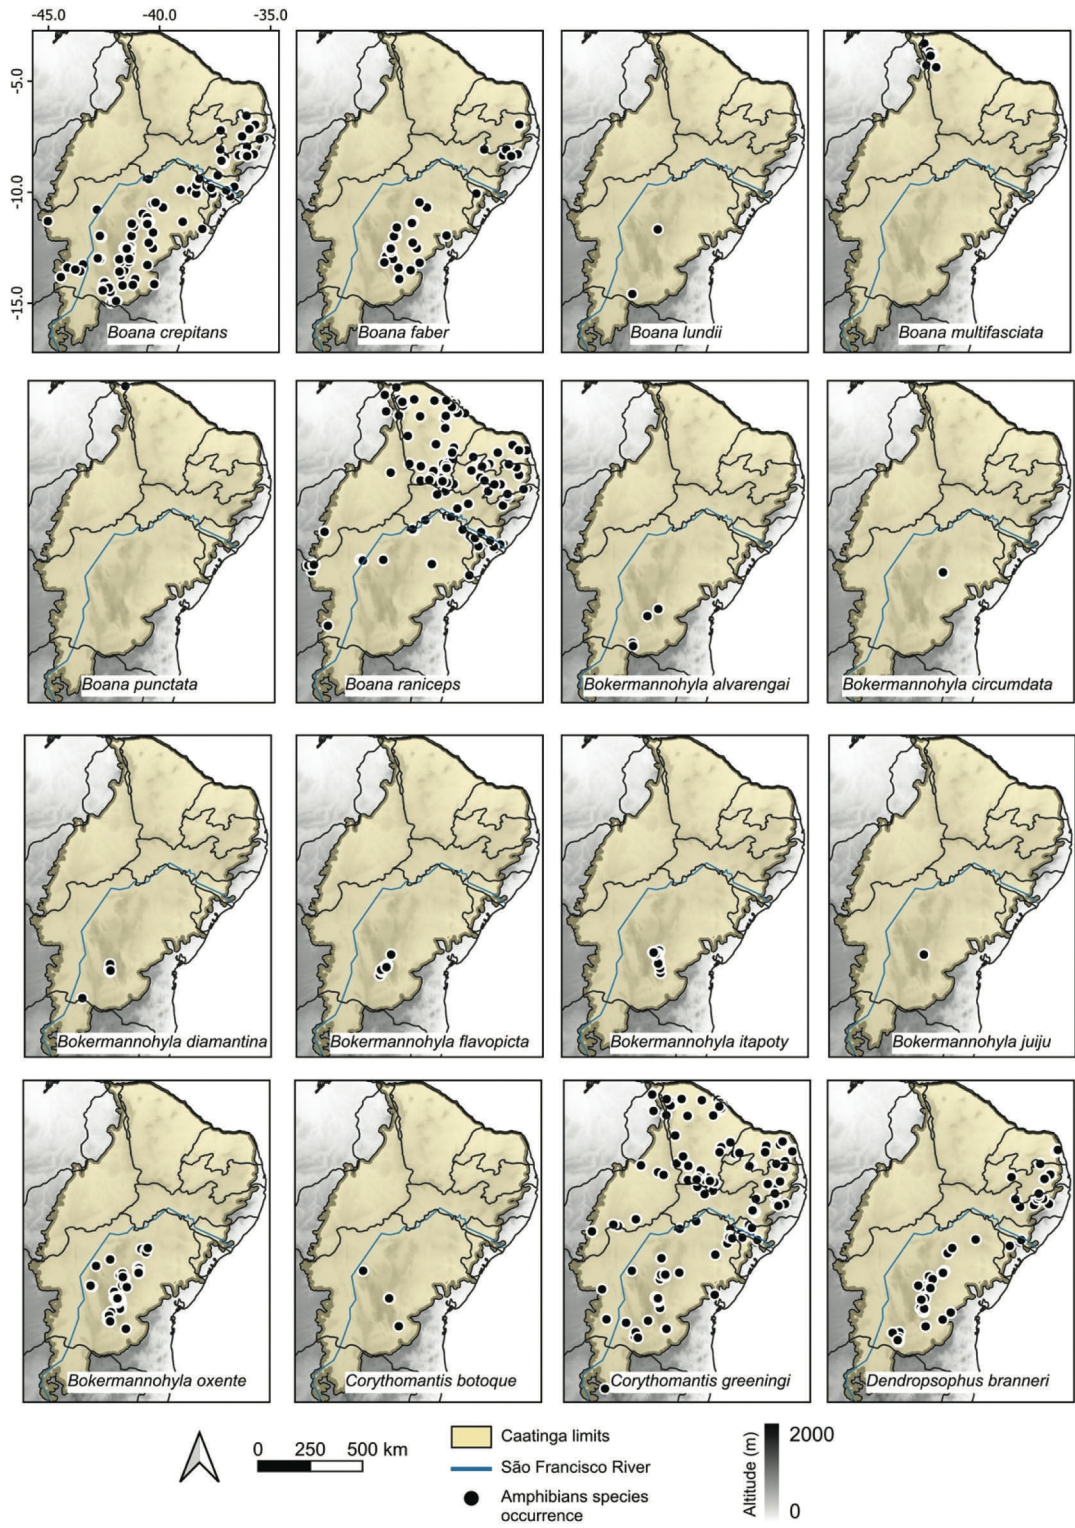 -45.0 -40.0 -35.0
-5.0
-10.0
-15.0
Boana crepitans Boana faber Boana lundii Boana multifasciata
Boana punctata Boana raniceps Bokermannohyla alvarengai Bokermannohyla circumdata
Bokermannohyla diamantina Bokermannohyla flavopicta Bokermannohyla itapoty Bokermannohyla juiju
Bokermannohyla oxente Corythomantis botoque Corythomantis greeningi Dendropsophus branneri
0 250 500 km
Caatinga limits
São Francisco River
Amphibians species
occurrence
Altitude (m)
2000
0